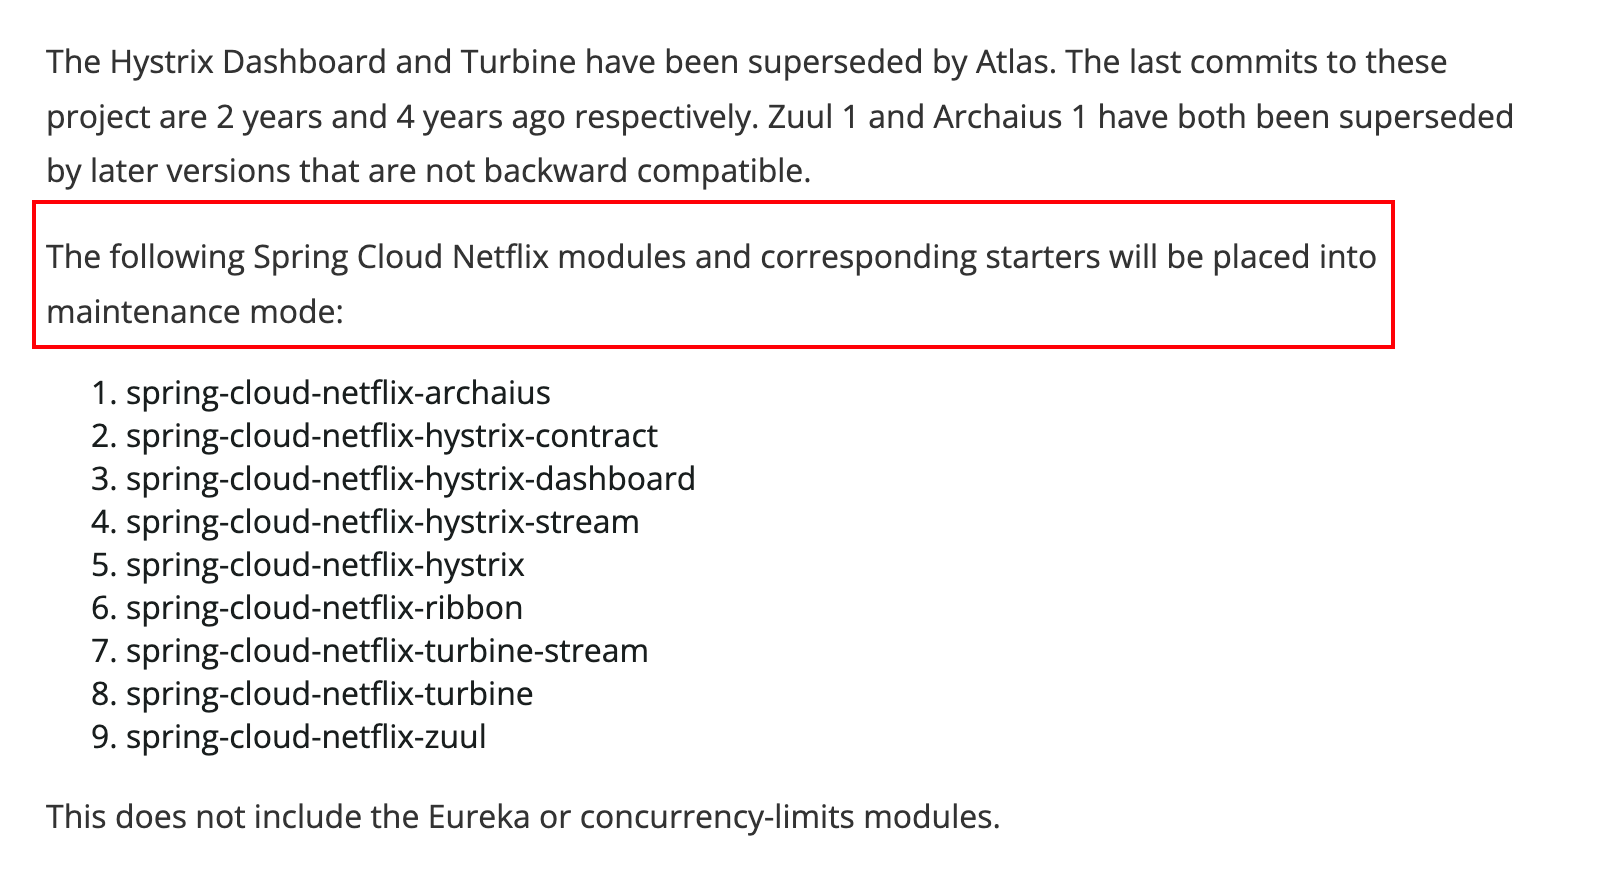 The Hystrix Dashboard and Turbine have been superseded by Atlas. The last commits to these
project are 2 years and 4 years ago respectively. Zuul 1 and Archaius 1 have both been superseded
by later versions that are not backward compatible.
The following Spring Cloud Netflix modules and corresponding starters will be placed into
maintenance mode:
1. spring-cloud-netflix-archaius
2. spring-cloud-netflix-hystrix-contract
3. spring-cloud-netflix-hystrix-dashboard
4. spring-cloud-netflix-hystrix-stream
5. spring-cloud-netflix-hystrix
6. spring-cloud-netflix-ribbon
7. spring-cloud-netflix-turbine-stream
8. spring-cloud-netflix-turbine
9. spring-cloud-netflix-zuul
This does not include the Eureka or concurrency-limits modules.